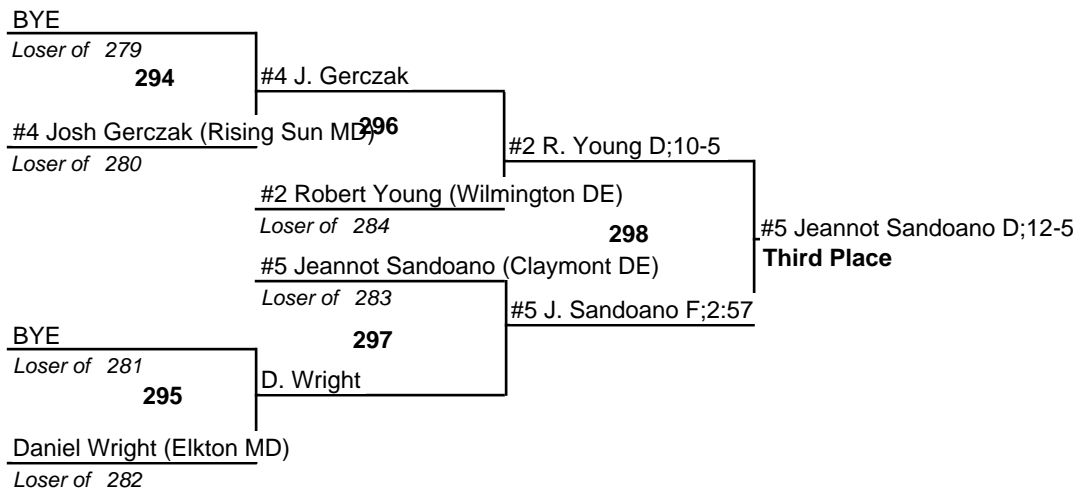 BYE
Loser of 279
294
#4 J. Gerczak
#4 Josh Gerczak (Rising Sun MD)
296
Loser of 280
#2 R. Young D;10-5
#2 Robert Young (Wilmington DE)
Loser of 284
298
#5 Jeannot Sandoano D;12-5
Third Place
#5 Jeannot Sandoano (Claymont DE)
Loser of 283
#5 J. Sandoano F;2:57
297
BYE
Loser of 281
295
D. Wright
Daniel Wright (Elkton MD)
Loser of 282